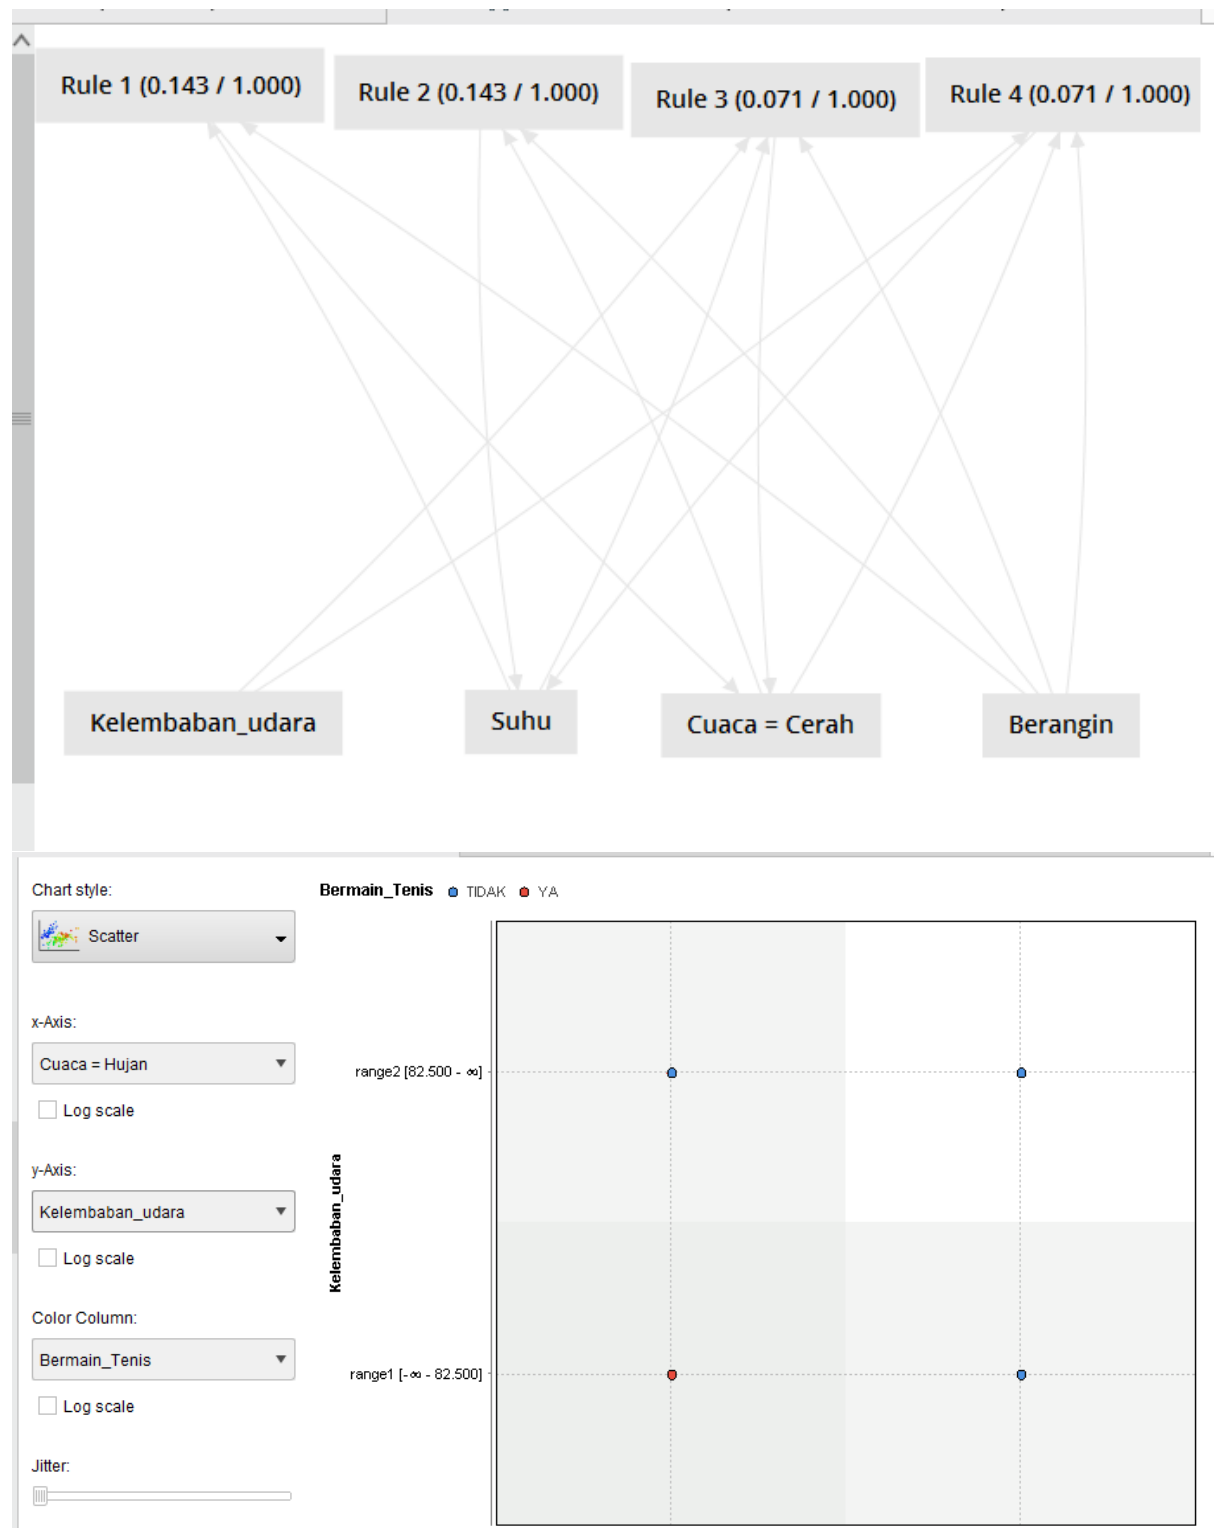 Rule 1 (0.143 / 1.000)
Rule 2 (0.143 / 1.000)
Rule 3 (0.071 / 1.000)
Rule 4 (0.071 / 1.000)
Kelembaban_udara
Suhu
Cuaca = Cerah
Berangin
Chart style:
Scatter
x-Axis:
Cuaca = Hujan
Log scale
y-Axis:
Kelembaban_udara
Log scale
Color Column:
Bermain_Tenis
Log scale
Jitter:
Bermain_Tenis TIDAK YA
range2 [82.500 - ∞]
Kelembaban_udara
range1 [-∞ - 82.500]